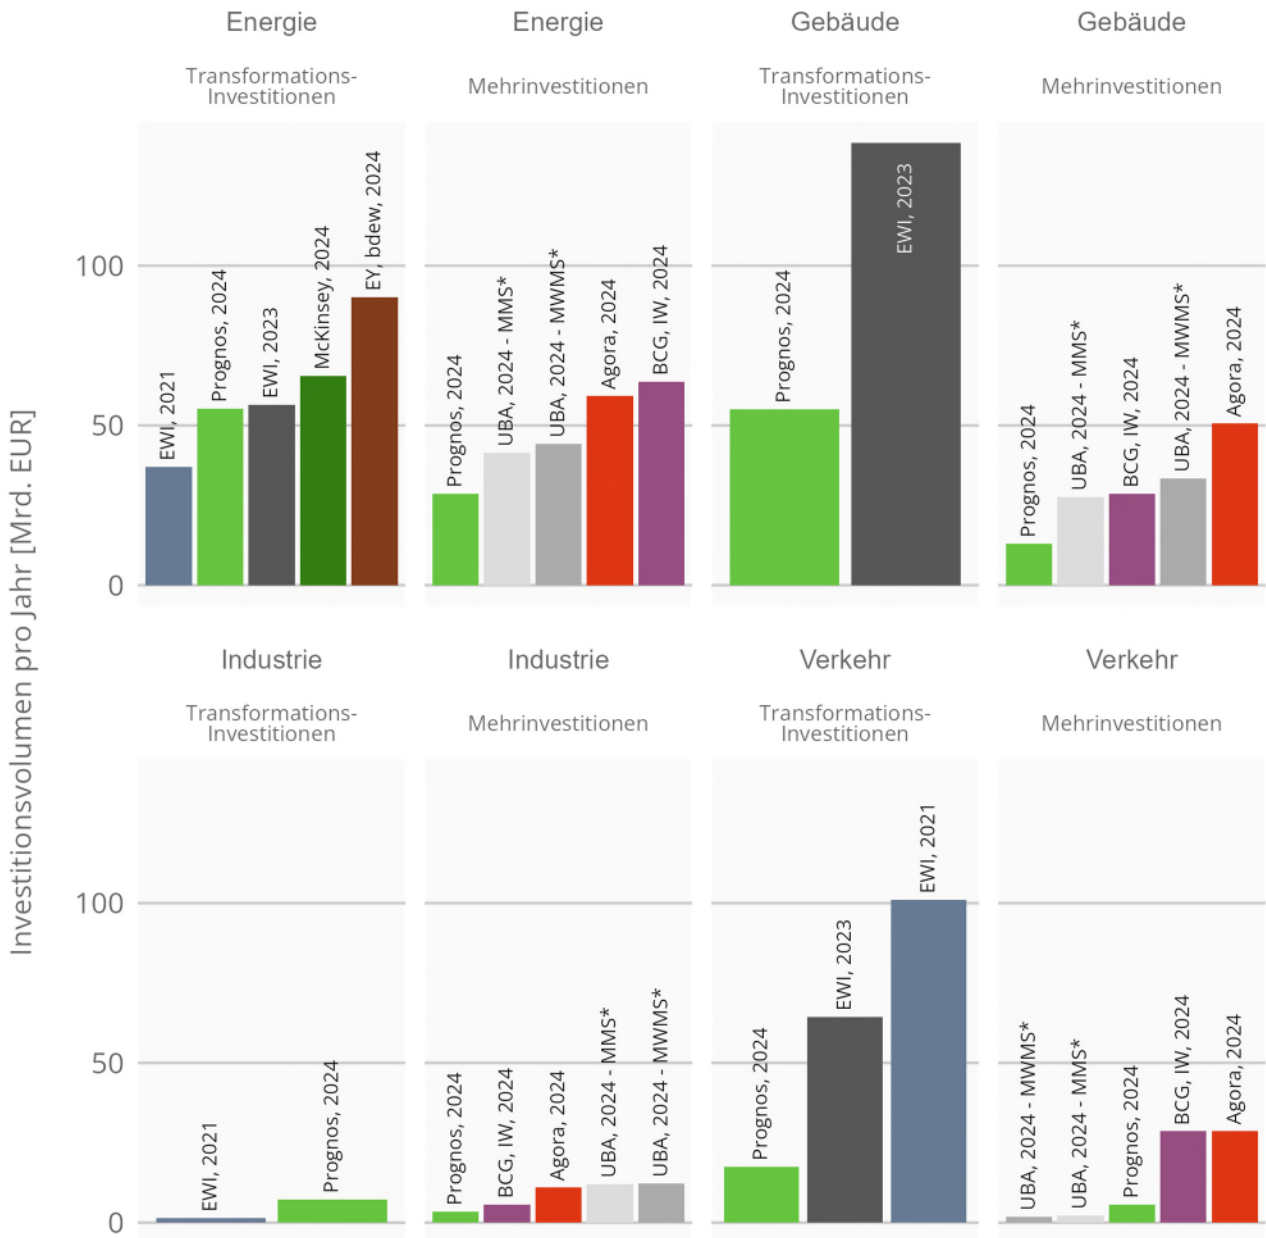 Energie
Energie
Gebäude
Gebäude
Transformations-
Investitionen
Mehrinvestitionen
Transformations-
Investitionen
Mehrinvestitionen
Investitionsvolumen pro Jahr [Mrd. EUR]
100
50
0
EWI, 2021
Prognos, 2024
EWI, 2023
McKinsey, 2024
EY, bdew, 2024
Prognos, 2024
UBA, 2024 - MMS*
UBA, 2024 - MWMS*
Agora, 2024
BCG, IW, 2024
Prognos, 2024
EWI, 2023
Prognos, 2024
UBA, 2024 - MMS*
BCG, IW, 2024
UBA, 2024 - MWMS*
Agora, 2024
Industrie
Industrie
Verkehr
Verkehr
Transformations-
Investitionen
Mehrinvestitionen
Transformations-
Investitionen
Mehrinvestitionen
100
50
0
EWI, 2021
Prognos, 2024
Prognos, 2024
BCG, IW, 2024
Agora, 2024
UBA, 2024 - MMS*
UBA, 2024 - MWMS*
Prognos, 2024
EWI, 2023
EWI, 2021
UBA, 2024 - MWMS*
UBA, 2024 - MMS*
Prognos, 2024
BCG, IW, 2024
Agora, 2024